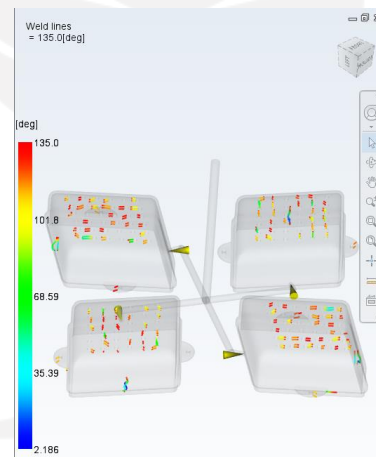 Weld lines
= 135.0[deg]
[deg]
135.0
101.8
68.59
35.39
2.186